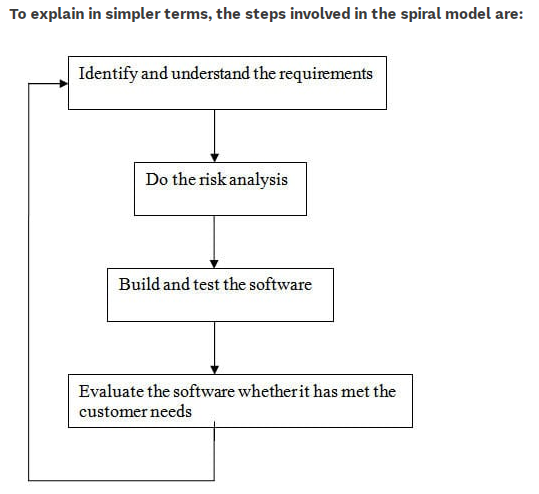 To explain in simpler terms, the steps involved in the spiral model are:
Identify and understand the requirements
Do the risk analysis
Build and test the software
Evaluate the software whether it has met the
customer needs